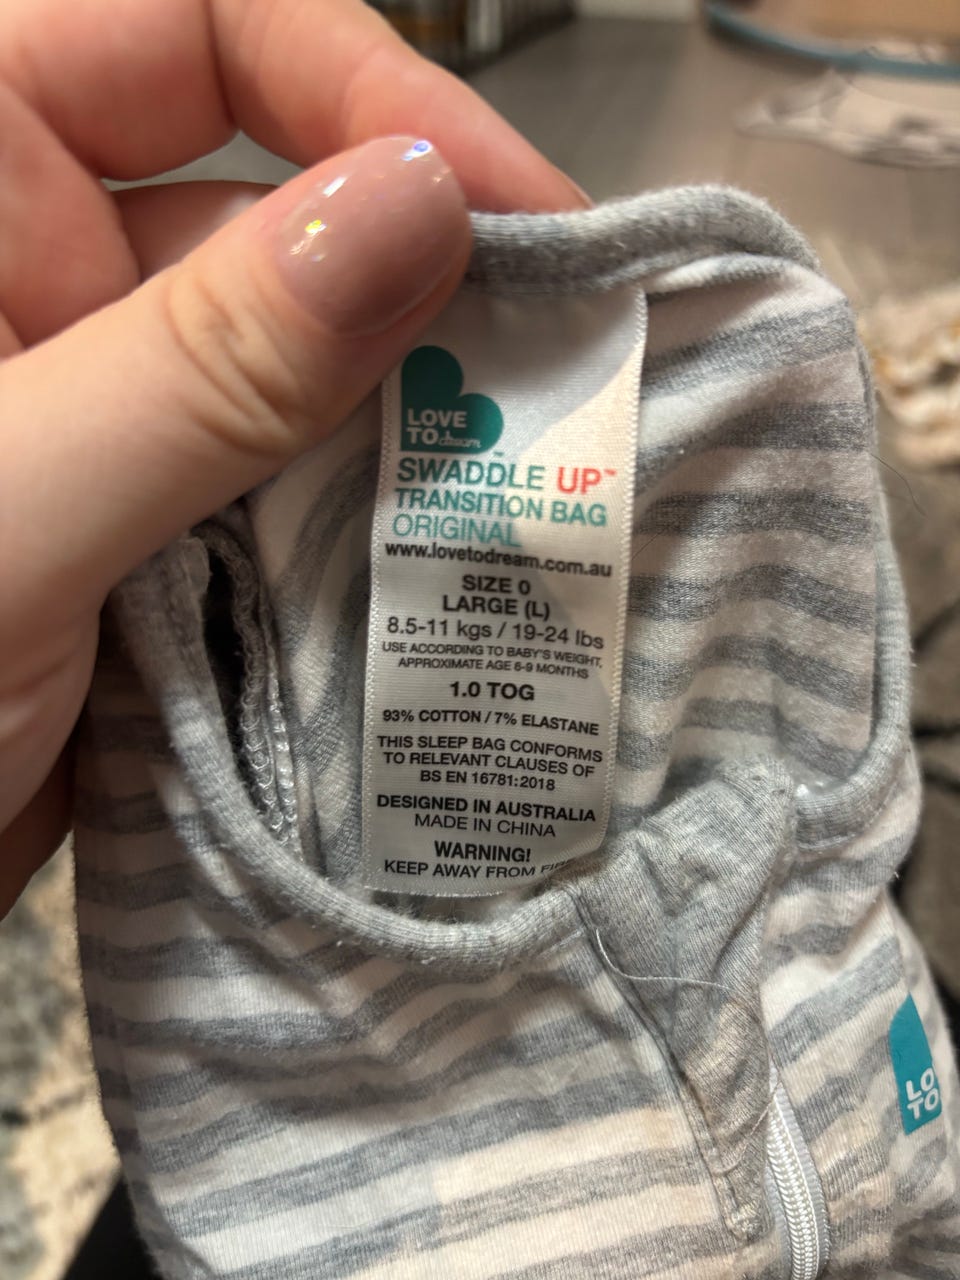 LOVE
TO dream
SWADDLE UP™
TRANSITION BAG
ORIGINAL
www.lovetodream.com.au
SIZE 0
LARGE (L)
8.5-11 kgs / 19-24 lbs
USE ACCORDING TO BABY'S WEIGHT,
APPROXIMATE AGE 6-9 MONTHS
1.0 TOG
93% COTTON / 7% ELASTANE
THIS SLEEP BAG CONFORMS
TO RELEVANT CLAUSES OF
BS EN 16781:2018
DESIGNED IN AUSTRALIA
MADE IN CHINA
WARNING!
KEEP AWAY FROM FIRE
LO
TO